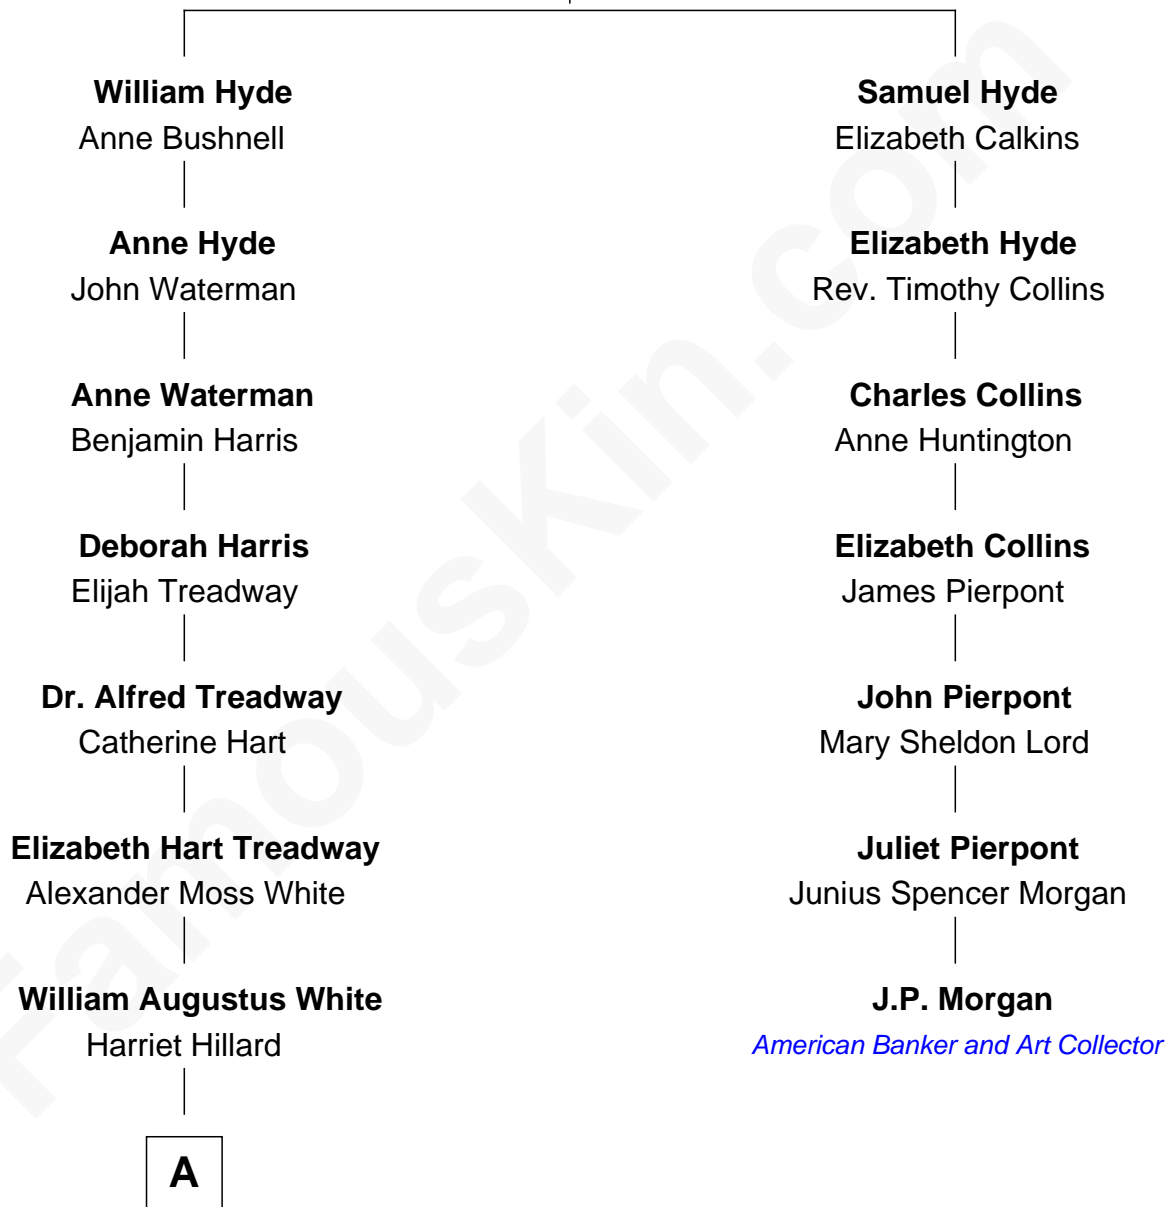 William Hyde
Anne Bushnell
Samuel Hyde
Elizabeth Calkins
Anne Hyde
John Waterman
Elizabeth Hyde
Rev. Timothy Collins
Anne Waterman
Benjamin Harris
Charles Collins
Anne Huntington
Deborah Harris
Elijah Treadway
Elizabeth Collins
James Pierpont
Dr. Alfred Treadway
Catherine Hart
John Pierpont
Mary Sheldon Lord
Elizabeth Hart Treadway
Alexander Moss White
Juliet Pierpont
Junius Spencer Morgan
William Augustus White
Harriet Hillard
J.P. Morgan
American Banker and Art Collector
A
FamousKin.com